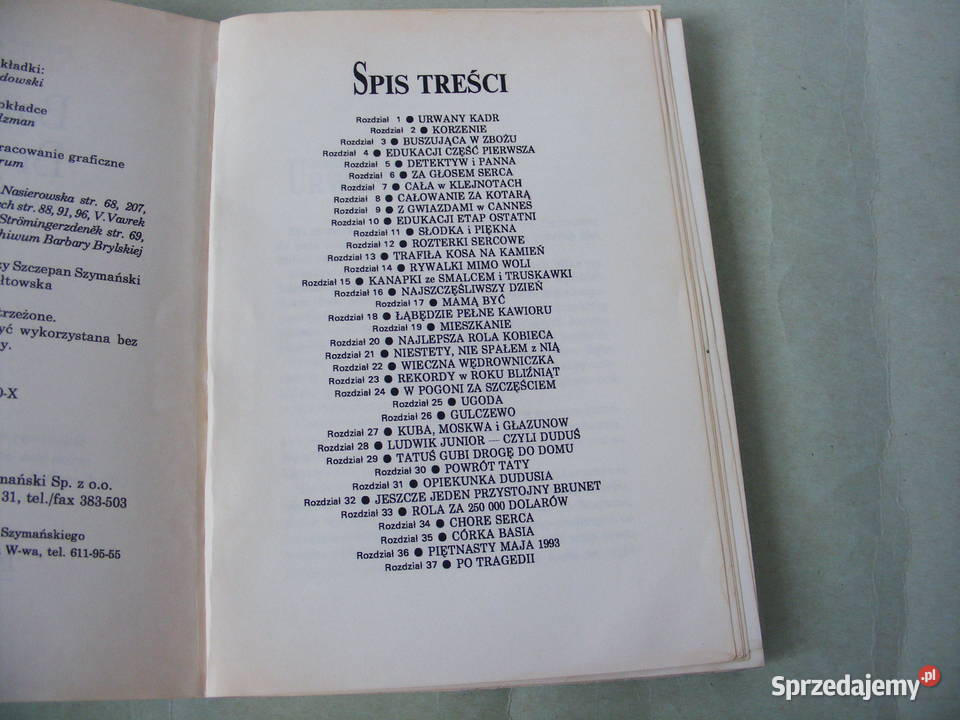 kładki:
dowski
okładce
lzman
racowanie graficzne
rum
Nasierowska str. 68, 207,
ch str. 88, 91, 96, V. Vavrek
Strömingerzdeněk str. 69,
chiwum Barbary Brylskiej
zy Szczepan Szymański
łtowska
trzeżone.
yć wykorzystana bez
y.
0-X
mański Sp. z o.o.
31, tel./fax 383-503
Szymańskiego
W-wa, tel. 611-95-55
SPIS TREŚCI
Rozdział 1 ● URWANY KADR
Rozdział 2 ● KORZENIE
Rozdział 3 ● BUSZUJĄCA W ZBOŻU
Rozdział 4 ● EDUKACJI CZĘŚĆ PIERWSZA
Rozdział 5 ● DETEKTYW i PANNA
Rozdział 6 ● ZA GŁOSEM SERCA
Rozdział 7 ● CAŁA w KLEJNOTACH
Rozdział 8 ● CAŁOWANIE ZA KOTARĄ
Rozdział 9 ● Z GWIAZDAMI w CANNES
Rozdział 10 ● EDUKACJI ETAP OSTATNI
Rozdział 11 ● SŁODKA i PIĘKNA
Rozdział 12 ● ROZTERKI SERCOWE
Rozdział 13 ● TRAFIŁA KOSA NA KAMIEŃ
Rozdział 14 ● RYWALKI MIMO WOLI
Rozdział 15 ● KANAPKI ze SMALCEM i TRUSKAWKI
Rozdział 16 ● NAJSZCZĘŚLIWSZY DZIEŃ
Rozdział 17 ● MAMĄ BYĆ
Rozdział 18 ● ŁABĘDZIE PEŁNE KAWIORU
Rozdział 19 ● MIESZKANIE
Rozdział 20 ● NAJLEPSZA ROLA KOBIECA
Rozdział 21 ● NIESTETY, NIE SPAŁEM z NIĄ
Rozdział 22 ● WIECZNA WĘDROWNICZKA
Rozdział 23 ● REKORDY w ROKU BLIŹNIĄT
Rozdział 24 ● W POGONI ZA SZCZĘŚCIEM
Rozdział 25 ● UGODA
Rozdział 26 ● GULCZEWO
Rozdział 27 ● KUBA, MOSKWA i GŁAZUNOW
Rozdział 28 ● LUDWIK JUNIOR — CZYLI DUDUŚ
Rozdział 29 ● TATUŚ GUBI DROGĘ DO DOMU
Rozdział 30 ● POWRÓT TATY
Rozdział 31 ● OPIEKUNKA DUDUSIA
Rozdział 32 ● JESZCZE JEDEN PRZYSTOJNY BRUNET
Rozdział 33 ● ROLA ZA 250 000 DOLARÓW
Rozdział 34 ● CHORE SERCA
Rozdział 35 ● CÓRKA BASIA
Rozdział 36 ● PIĘTNASTY MAJA 1993
Rozdział 37 ● PO TRAGEDII
Sprzedajemy.pl